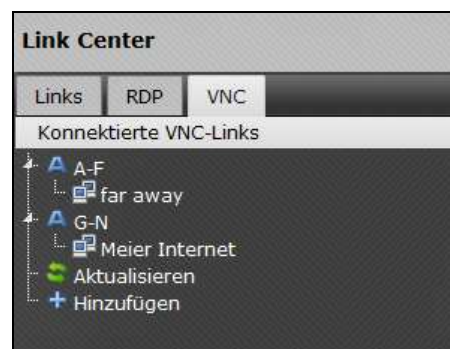 Link Center
Links RDP VNC
Konnektierte VNC-Links
A-F
far away
G-N
Meier Internet
Aktualisieren
Hinzufügen